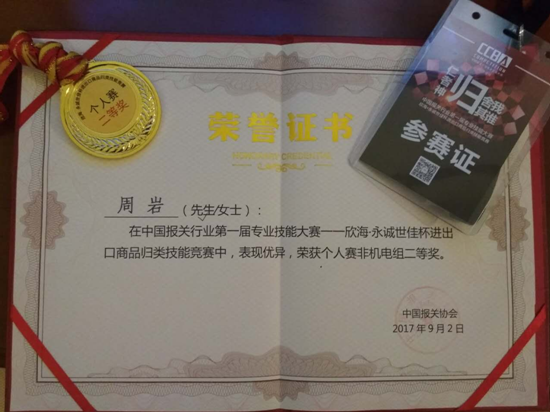 个人赛
二等奖
CCBA
归
参赛证
荣誉证书
周岩（先生/女士）：
在中国报关行业第一届专业技能大赛——欣海·永诚世佳杯进出
口商品归类技能竞赛中，表现优异，荣获个人赛非机电组二等奖。
中国报关协会
2017年9月2日